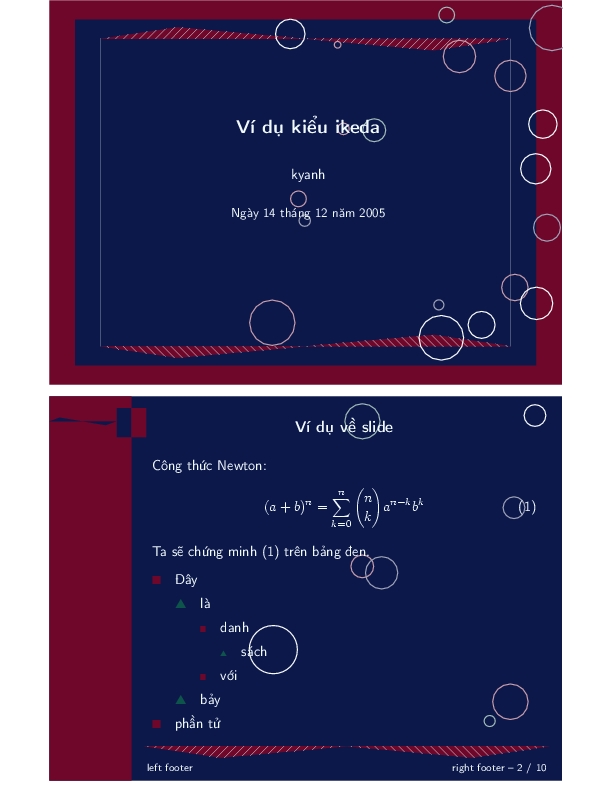 Ví dụ kiểu ikeda
kyanh
Ngày 14 tháng 12 năm 2005
Ví dụ về slide
Công thức Newton:
(a + b)^n = \sum_{k=0}^{n} \binom{n}{k} a^{n-k} b^k (1)
Ta sẽ chứng minh (1) trên bảng đen.
Đây
là
danh
sách
với
bảy
phần tử
left footer
right footer – 2 / 10